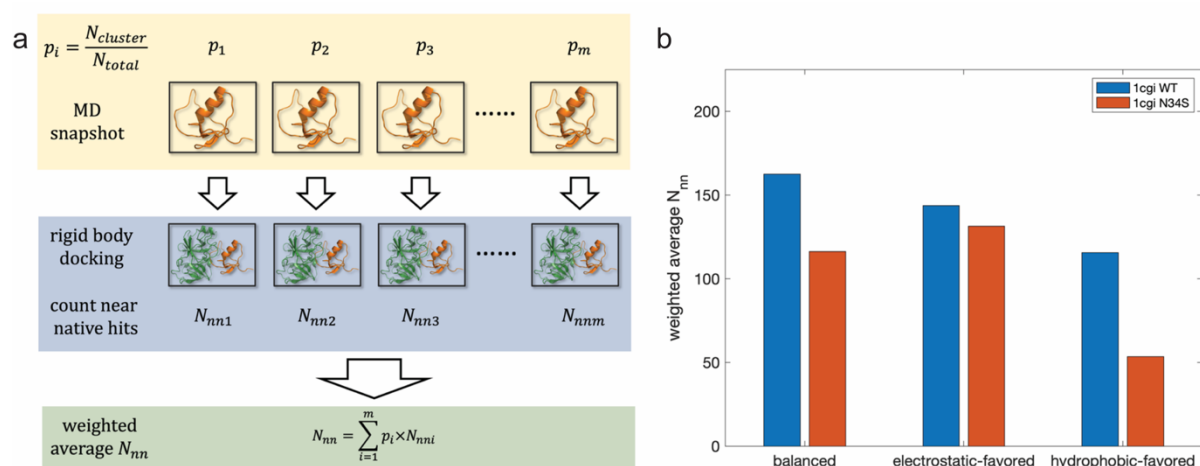 a
p_i = N_cluster / N_total
p_1 p_2 p_3 p_m
MD
snapshot
......
rigid body
docking
......
count near
native hits
N_nn1 N_nn2 N_nn3 N_nnm
weighted
average N_nn
N_nn = ∑_{i=1}^{m} p_i×N_nni
b
weighted average N_nn
200
150
100
50
0
1cgi WT
1cgi N34S
balanced electrostatic-favored hydrophobic-favored